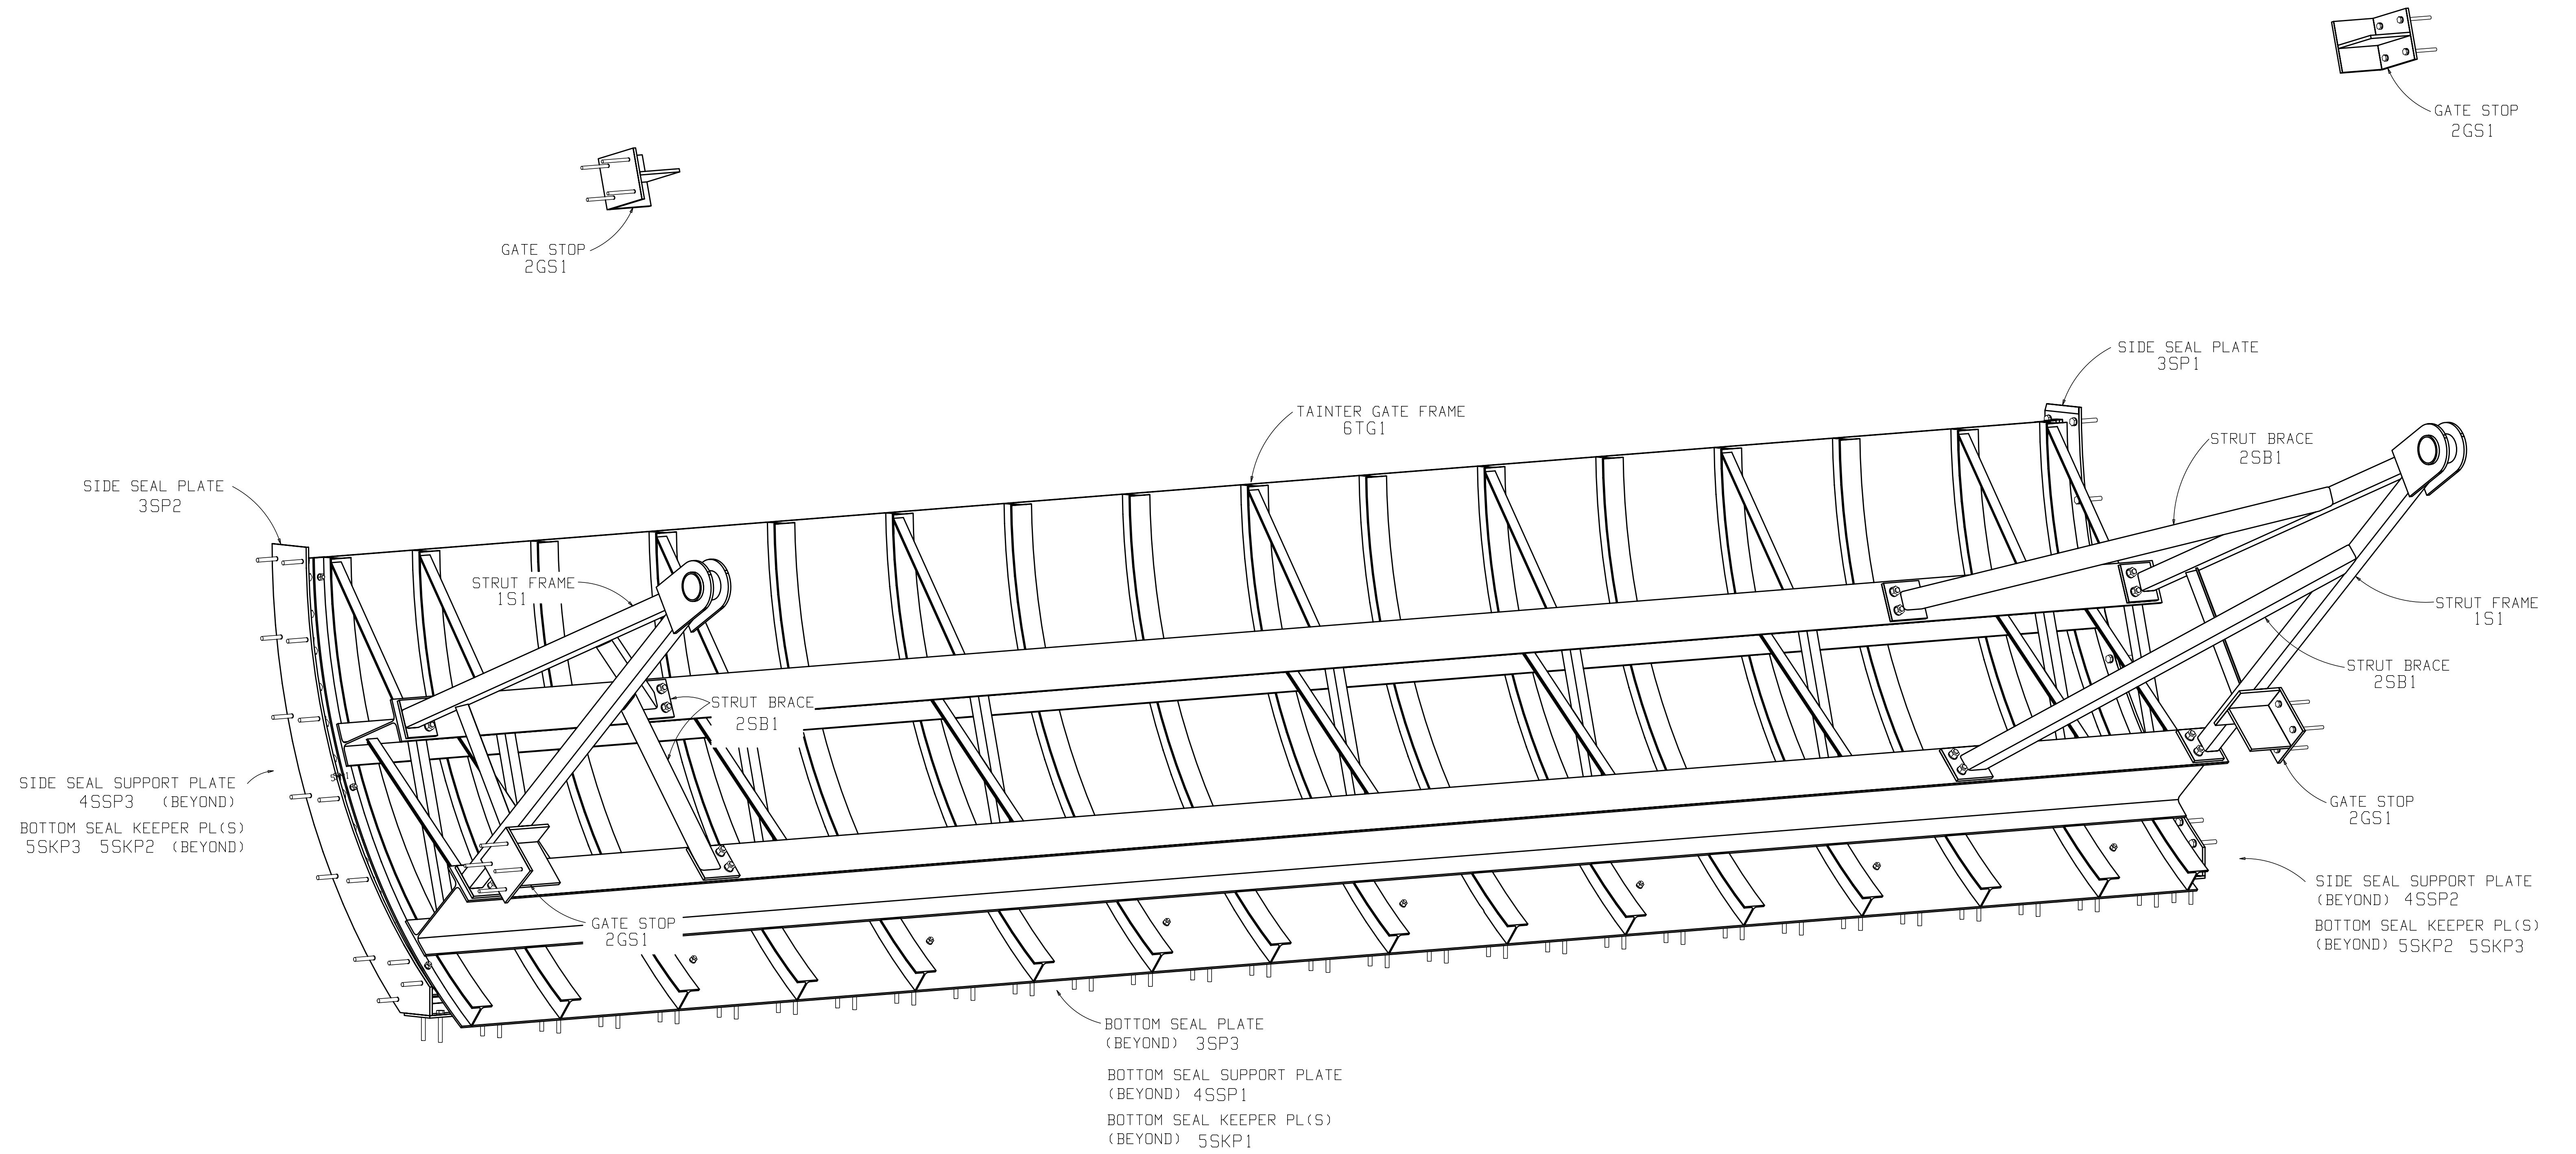 GATE STOP
2GS1
GATE STOP
2GS1
SIDE SEAL PLATE
3SP1
TAINTER GATE FRAME
6TG1
STRUT BRACE
2SB1
SIDE SEAL PLATE
3SP2
STRUT FRAME
1S1
STRUT FRAME
1S1
STRUT BRACE
2SB1
STRUT BRACE
2SB1
SIDE SEAL SUPPORT PLATE
4SSP3 (BEYOND)
BOTTOM SEAL KEEPER PL(S)
5SKP3 5SKP2 (BEYOND)
GATE STOP
2GS1
GATE STOP
2GS1
SIDE SEAL SUPPORT PLATE
(BEYOND) 4SSP2
BOTTOM SEAL KEEPER PL(S)
(BEYOND) 5SKP2 5SKP3
BOTTOM SEAL PLATE
(BEYOND) 3SP3
BOTTOM SEAL SUPPORT PLATE
(BEYOND) 4SSP1
BOTTOM SEAL KEEPER PL(S)
(BEYOND) 5SKP1